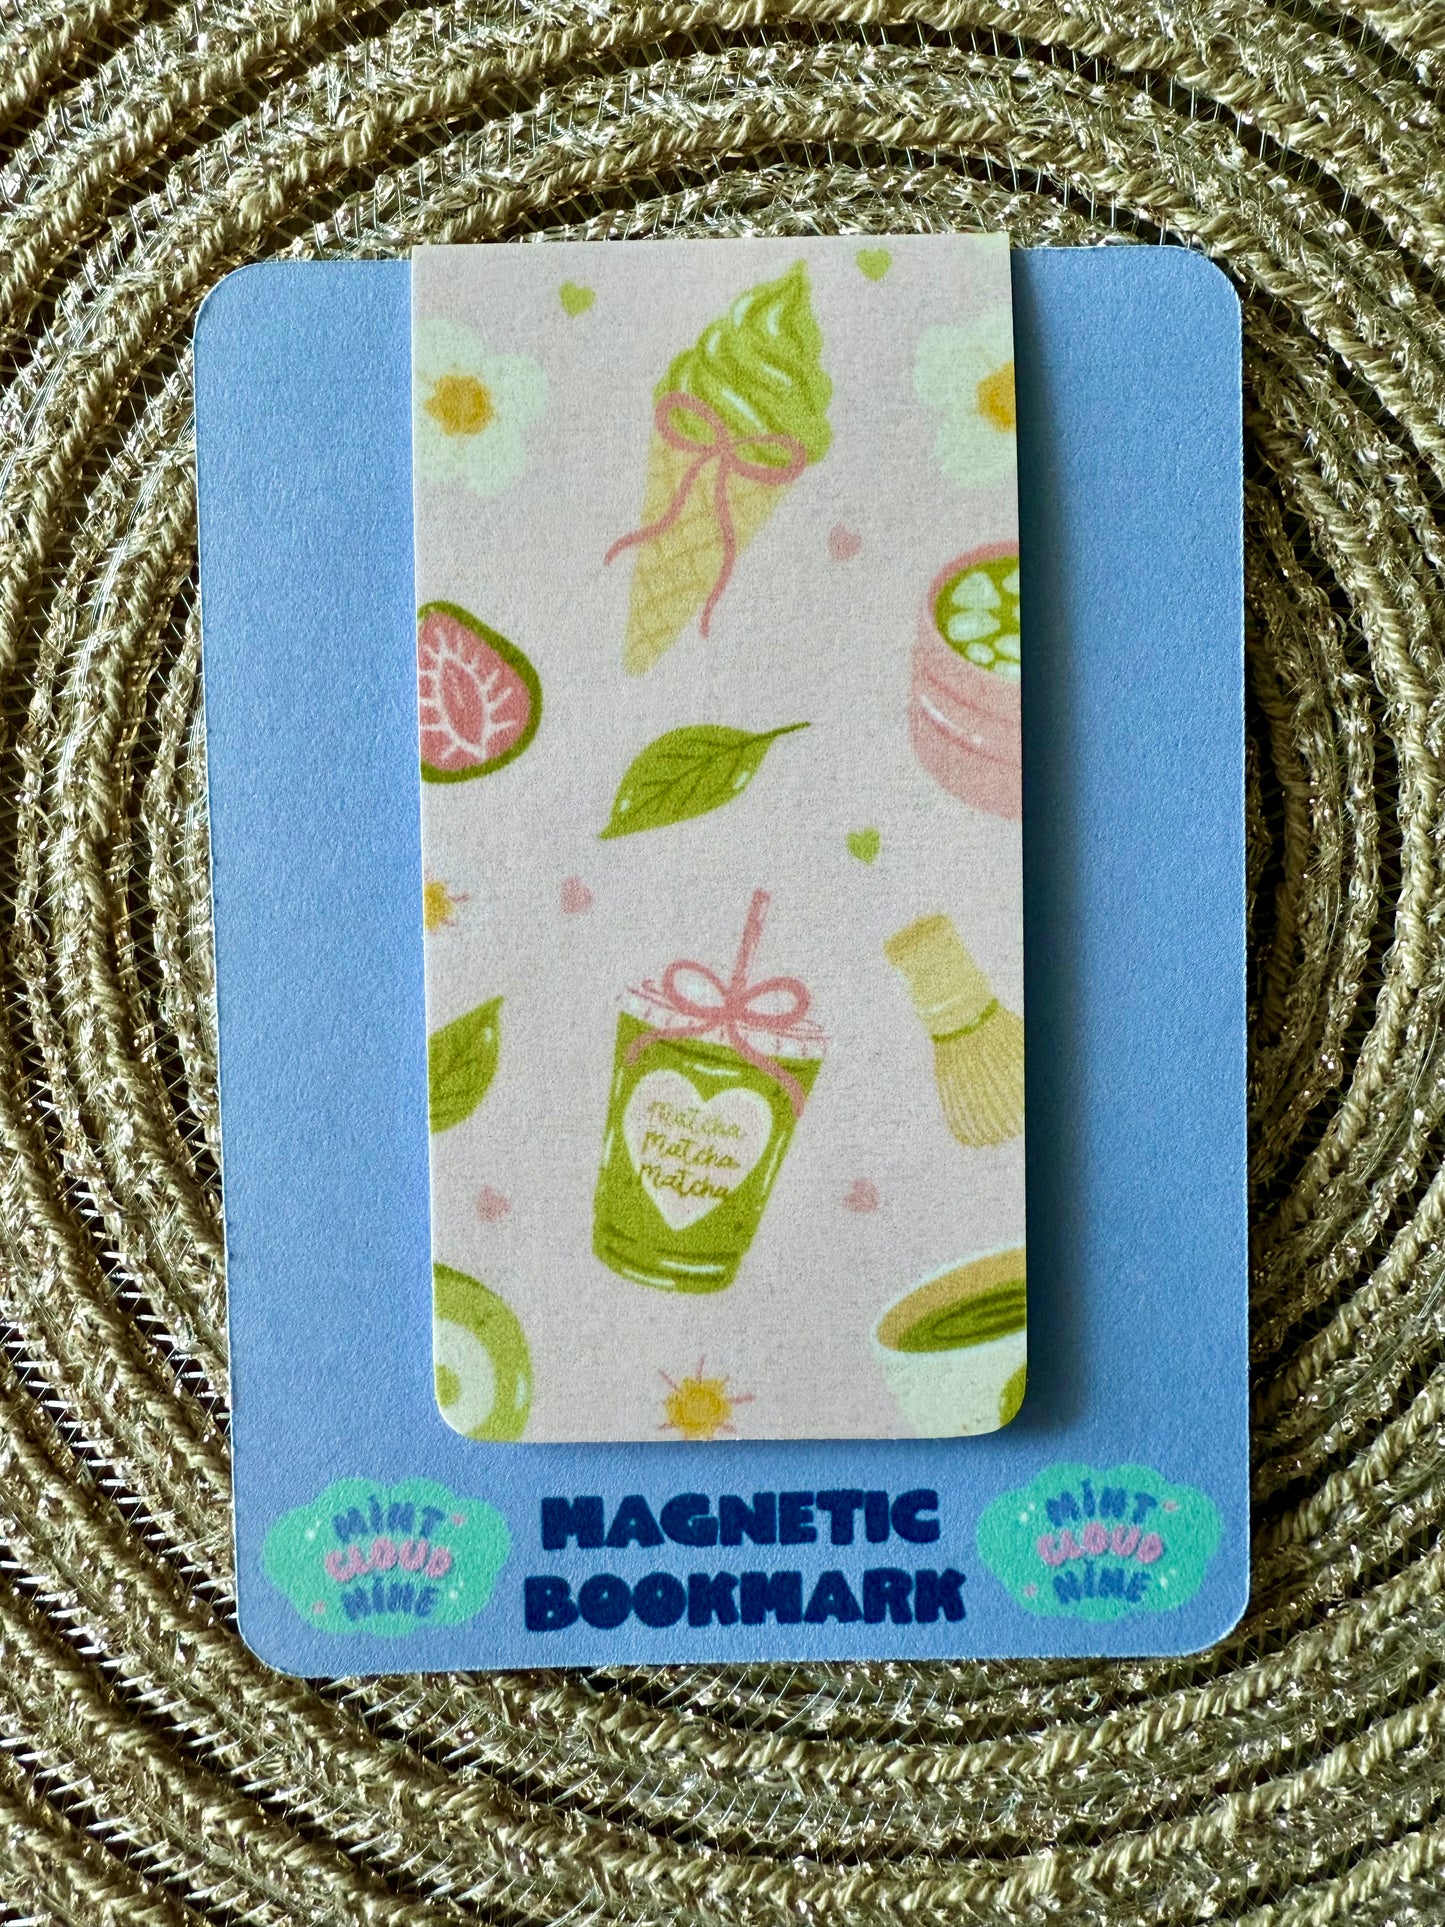 Matcha
Matcha
Matcha
MINT
CLOUD
NINE
MAGNETIC
BOOKMARK
MINT
CLOUD
NINE